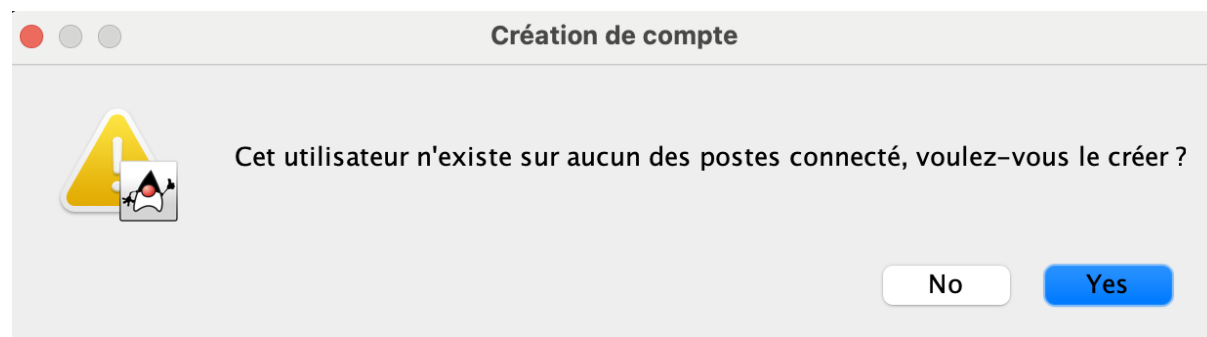 Création de compte
Cet utilisateur n'existe sur aucun des postes connecté, voulez-vous le créer ?
No
Yes